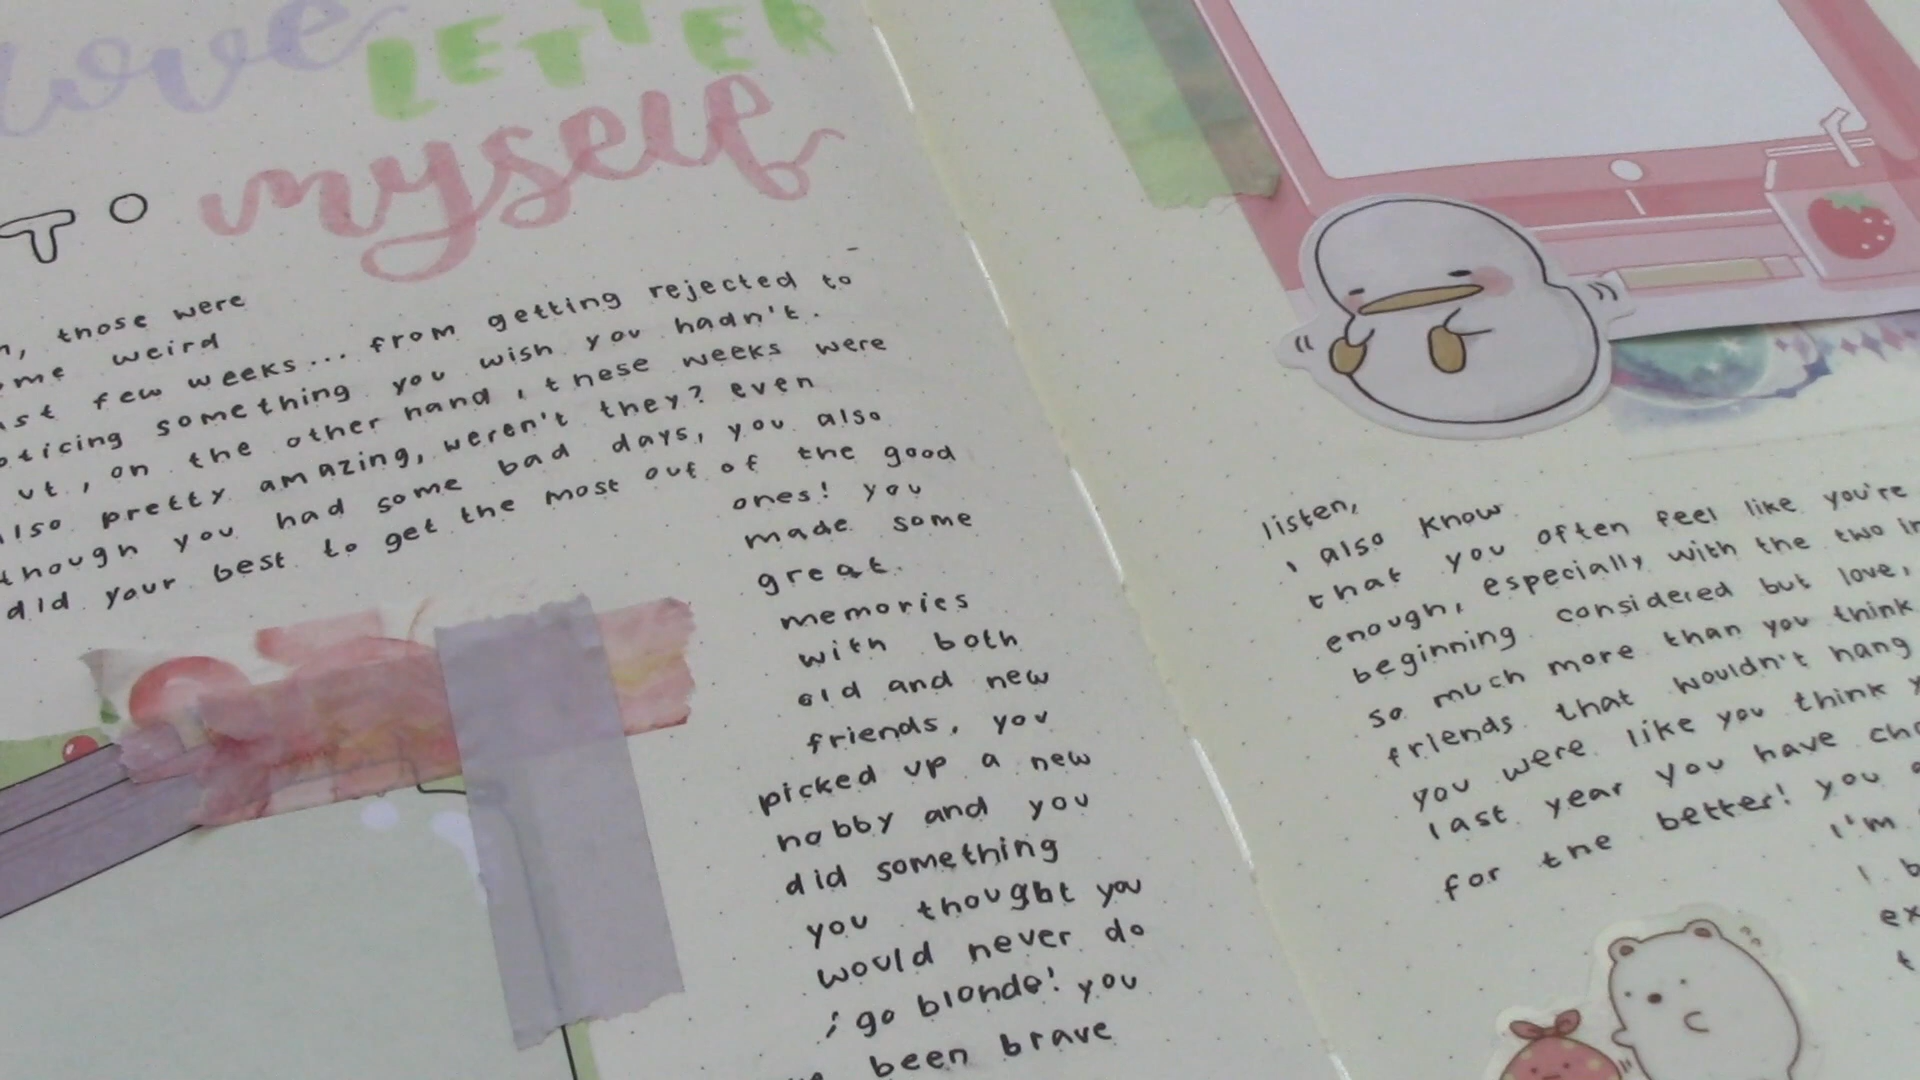 love LETTER
TO myself
those were
weird
few weeks... from getting rejected to
something you wish you hadn't.
on the other hand, these weeks were
also pretty amazing, weren't they? even
though you had some bad days, you also
did your best to get the most out of the good
ones! you
made some
great
memories
with both
old and new
friends, you
picked up a new
hobby and you
did something
you thought you
would never do
; go blonde! you
been brave
listen,
i also know
that you often feel like you're
enough, especially with the two
beginning considered but love,
so much more than you think
friends that wouldn't hang
you were like you think
last year you have
for the better! you
i'm
i